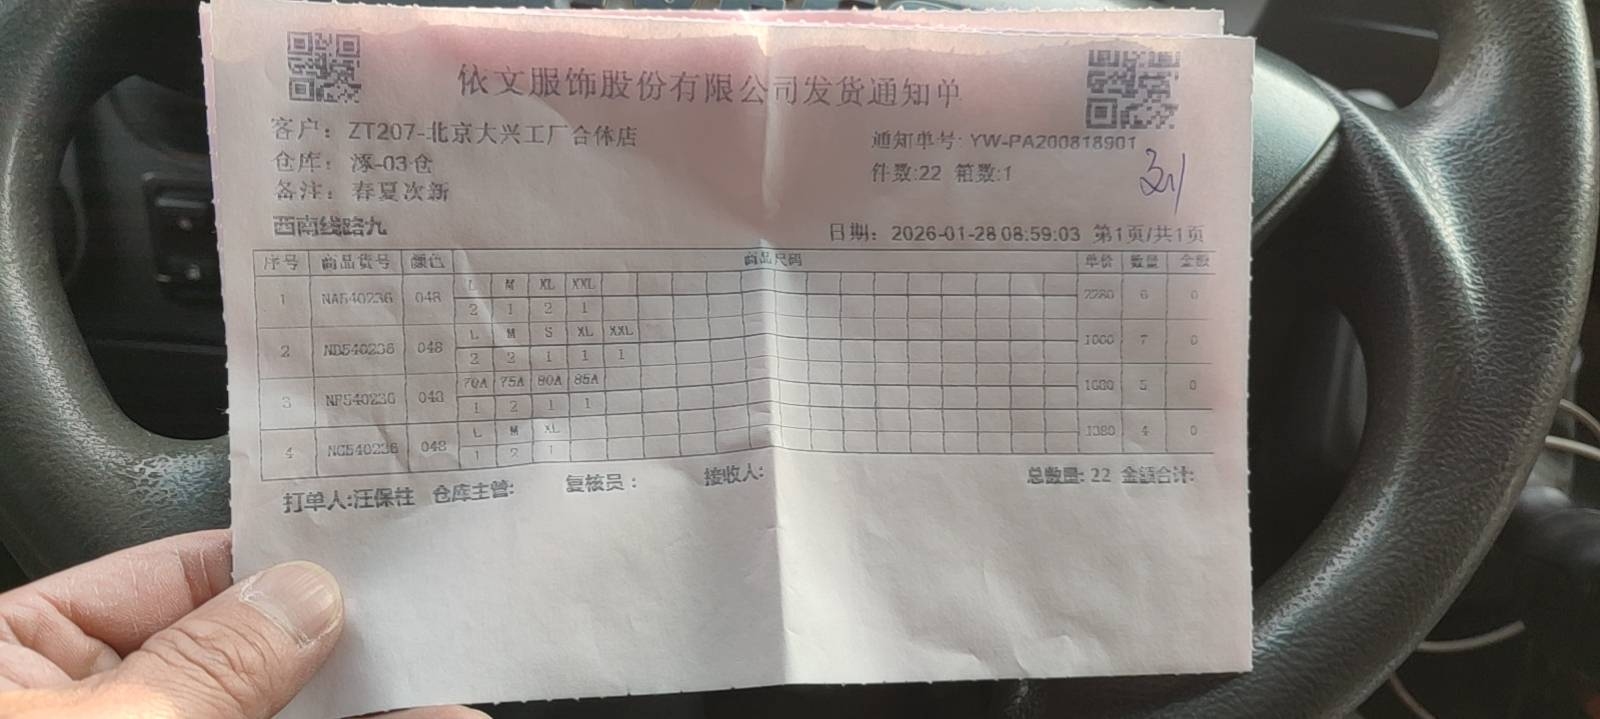 依文服饰股份有限公司发货通知单
客户：ZT207-北京大兴工厂合体店
通知单号: YW-PA200818901
仓库：涿-03仓
件数:22 箱数:1
备注：春夏次新
西南线路九
日期：2026-01-28 08:59:03 第1页/共1页
序号 商品货号 颜色 商品尺码 单价 数量 金额
L M XL XXL
1 NA540236 048 2280 6 0
2 1 2 1
L M S XL XXL
2 NB540236 048 7 0
2 2 1 1 1
70A 75A 80A 85A
3 NF540236 048 5 0
1 2 1 1
L M XL
4 NG540236 048 1380 4 0
1 2 1
打单人:汪保柱 仓库主管: 复核员： 接收人: 总数量: 22 金额合计: